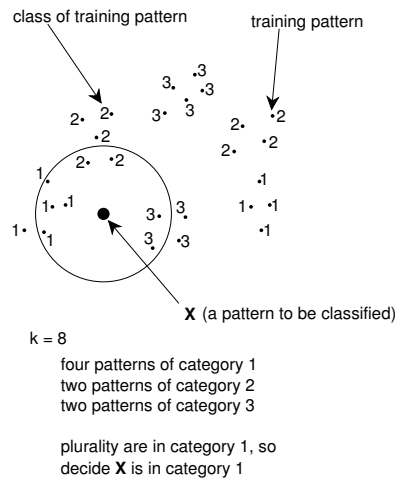 class of training pattern
training pattern
3
3 3
3 3
2 2 2
2 2
2 2 2
1 1
1 1 3 3 1 1
1 1 3 3 1
X (a pattern to be classified)
k = 8
four patterns of category 1
two patterns of category 2
two patterns of category 3
plurality are in category 1, so
decide X is in category 1